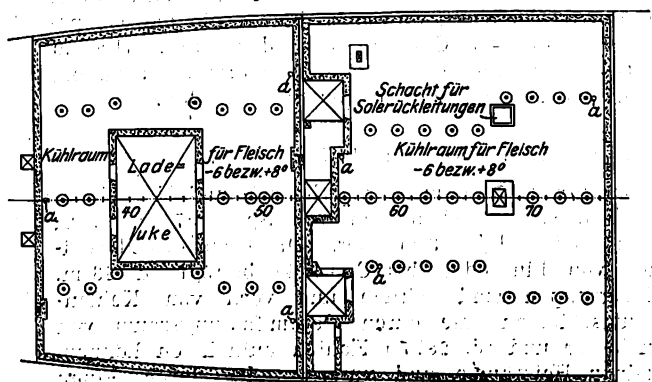 d
Schacht für
Solerückleitungen
a
Kühlraum
Lade=
für Fleisch
-6 bezw.+8°
Kühlraum für Fleisch
-6 bezw.+8°
a
a
40
50
60
70
luke
a
a